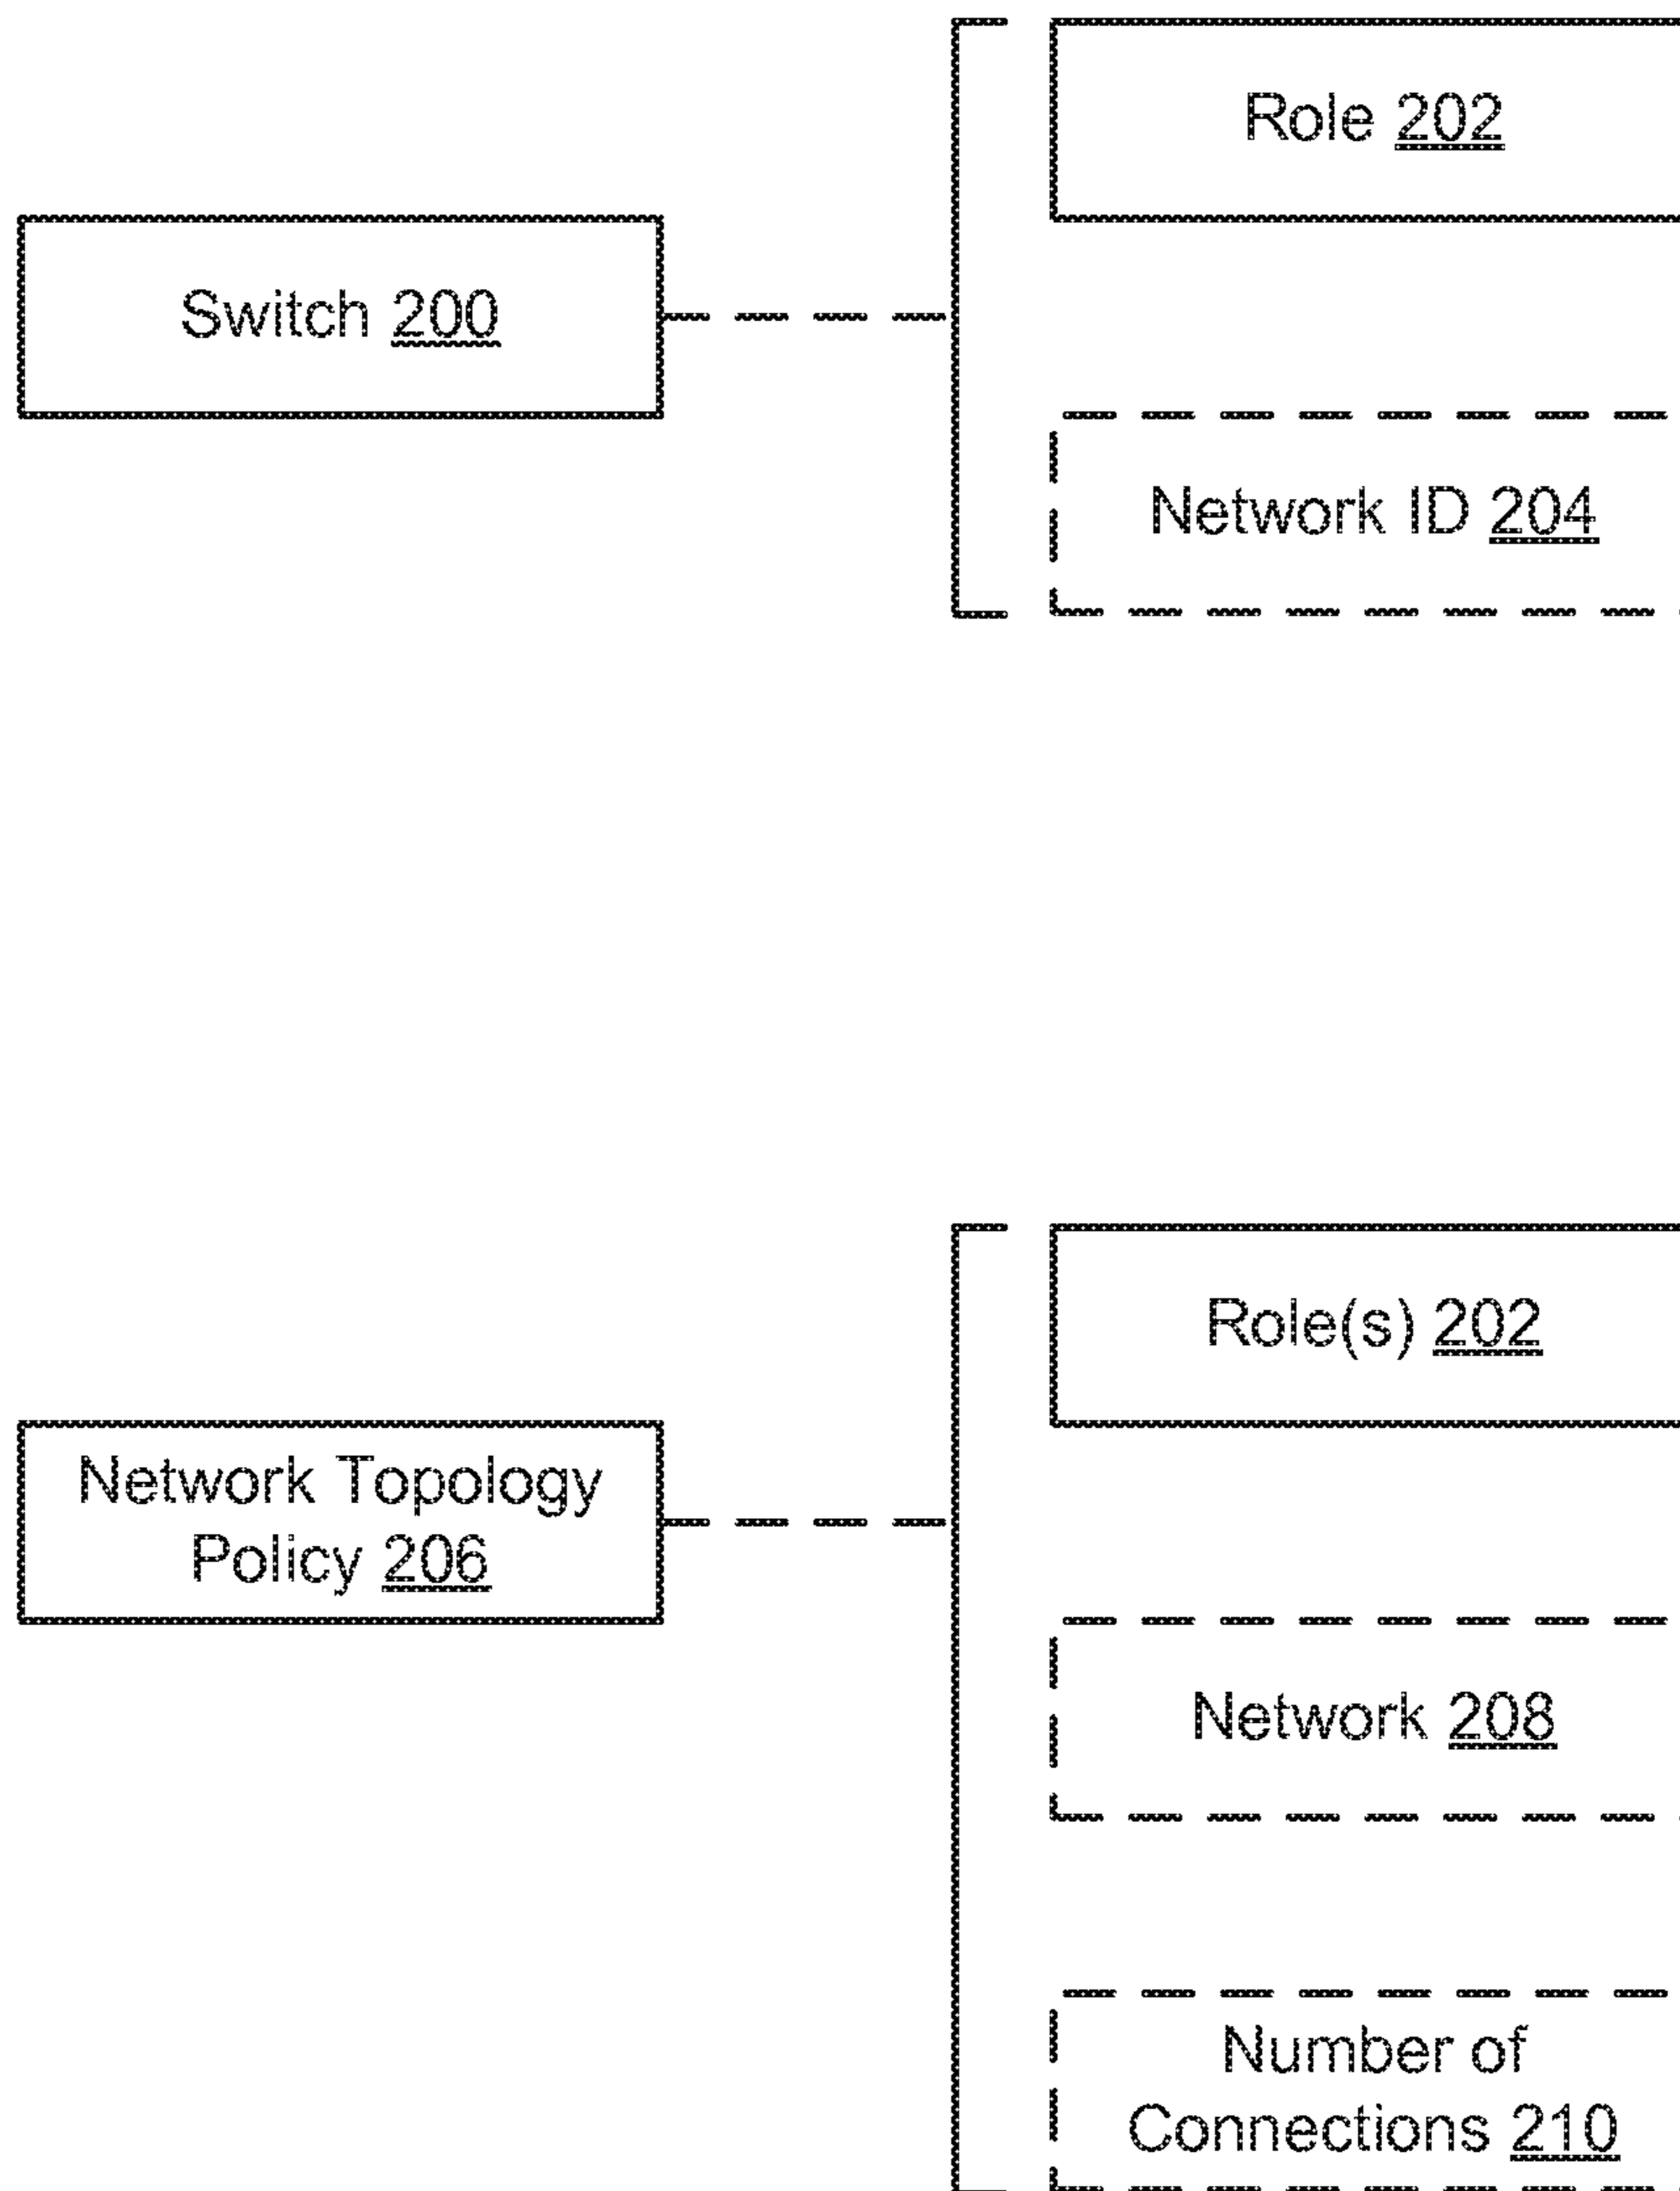 Role 202
Switch 200
Network ID 204
Role(s) 202
Network Topology
Policy 206
Network 208
Number of
Connections 210